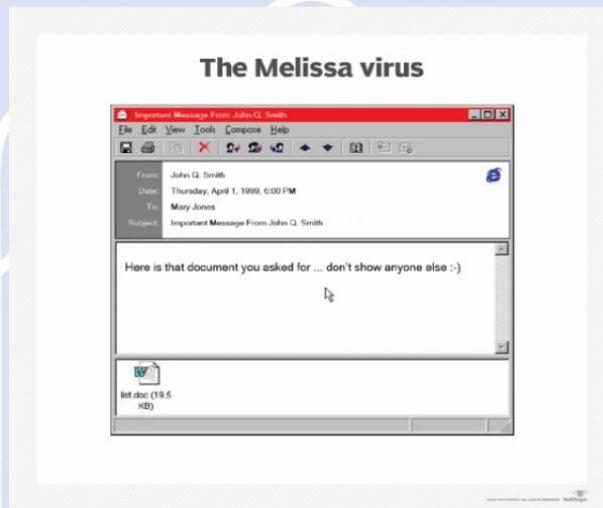 The Melissa virus
Important Message From John Q. Smith
File Edit View Tools Compose Help
From: John Q. Smith
Date: Thursday, April 1, 1999, 6:00 PM
To: Mary Jones
Subject: Important Message From John Q. Smith
Here is that document you asked for ... don't show anyone else :-)
list.doc (19.5
KB)
TechTarget